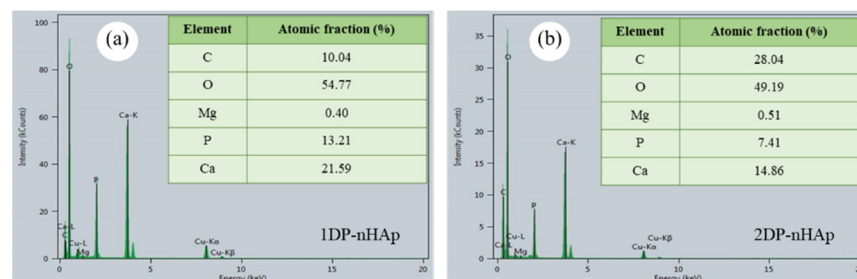 (a)
Element Atomic fraction (%)
C 10.04
O 54.77
Mg 0.40
P 13.21
Ca 21.59
Intensity (kCounts)
100
80
60
40
20
0
O
Ca-K
P
Ca-L
C
Cu-L
Mg
Cu-Kα
Cu-Kβ
1DP-nHAp
0 5 10 15 20
Energy (keV)
(b)
Element Atomic fraction (%)
C 28.04
O 49.19
Mg 0.51
P 7.41
Ca 14.86
Intensity (kCounts)
35
30
25
20
15
10
5
0
O
Ca-K
C
P
Cu-L
Ca-L
Mg
Cu-Kα
Cu-Kβ
2DP-nHAp
0 5 10 15
Energy (keV)